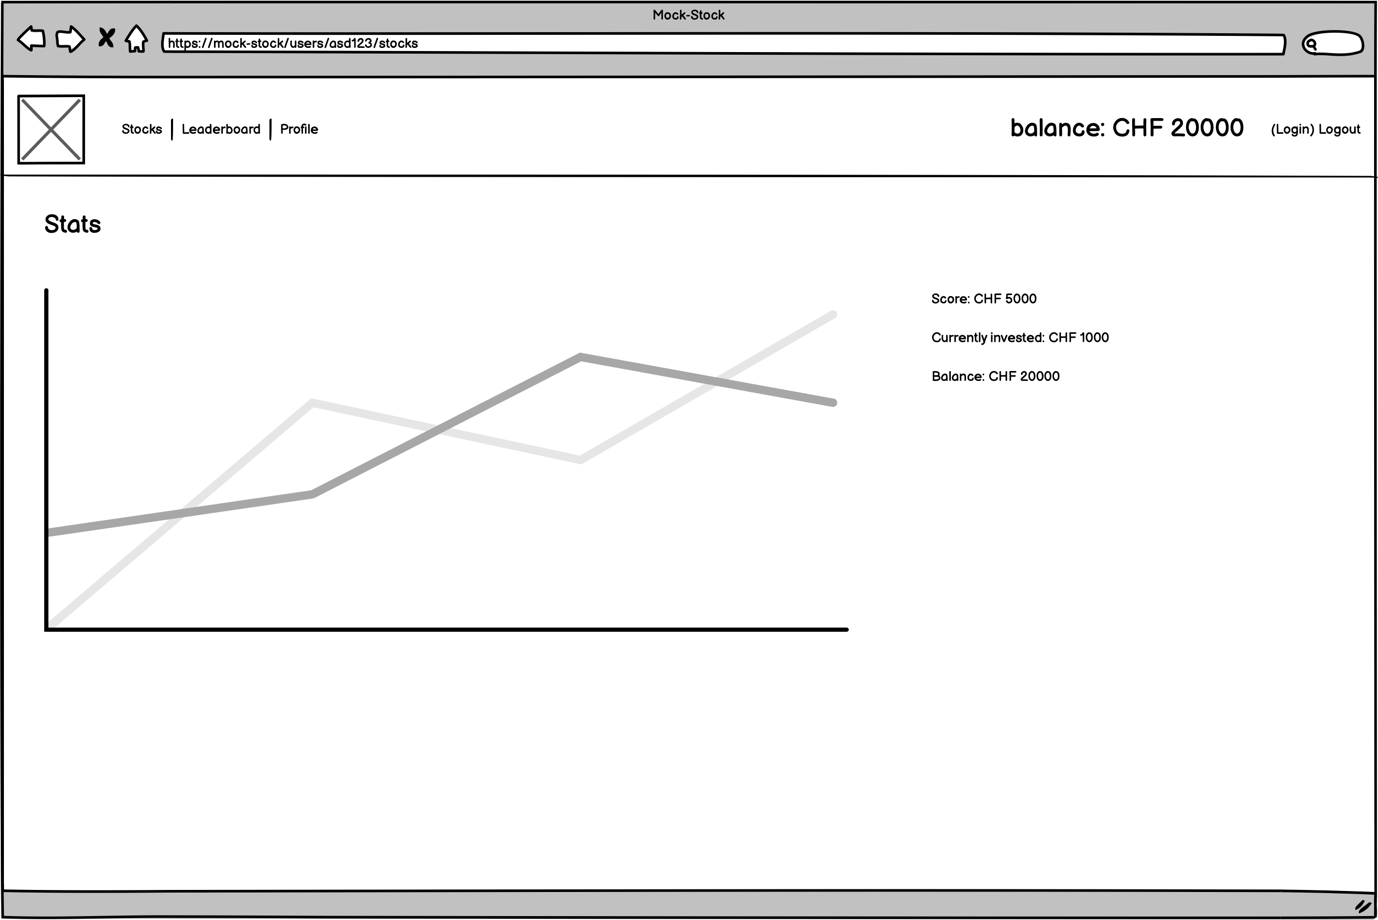 Mock-Stock
https://mock-stock/users/asd123/stocks
Stocks | Leaderboard | Profile
balance: CHF 20000
(Login) Logout
Stats
Score: CHF 5000
Currently invested: CHF 1000
Balance: CHF 20000